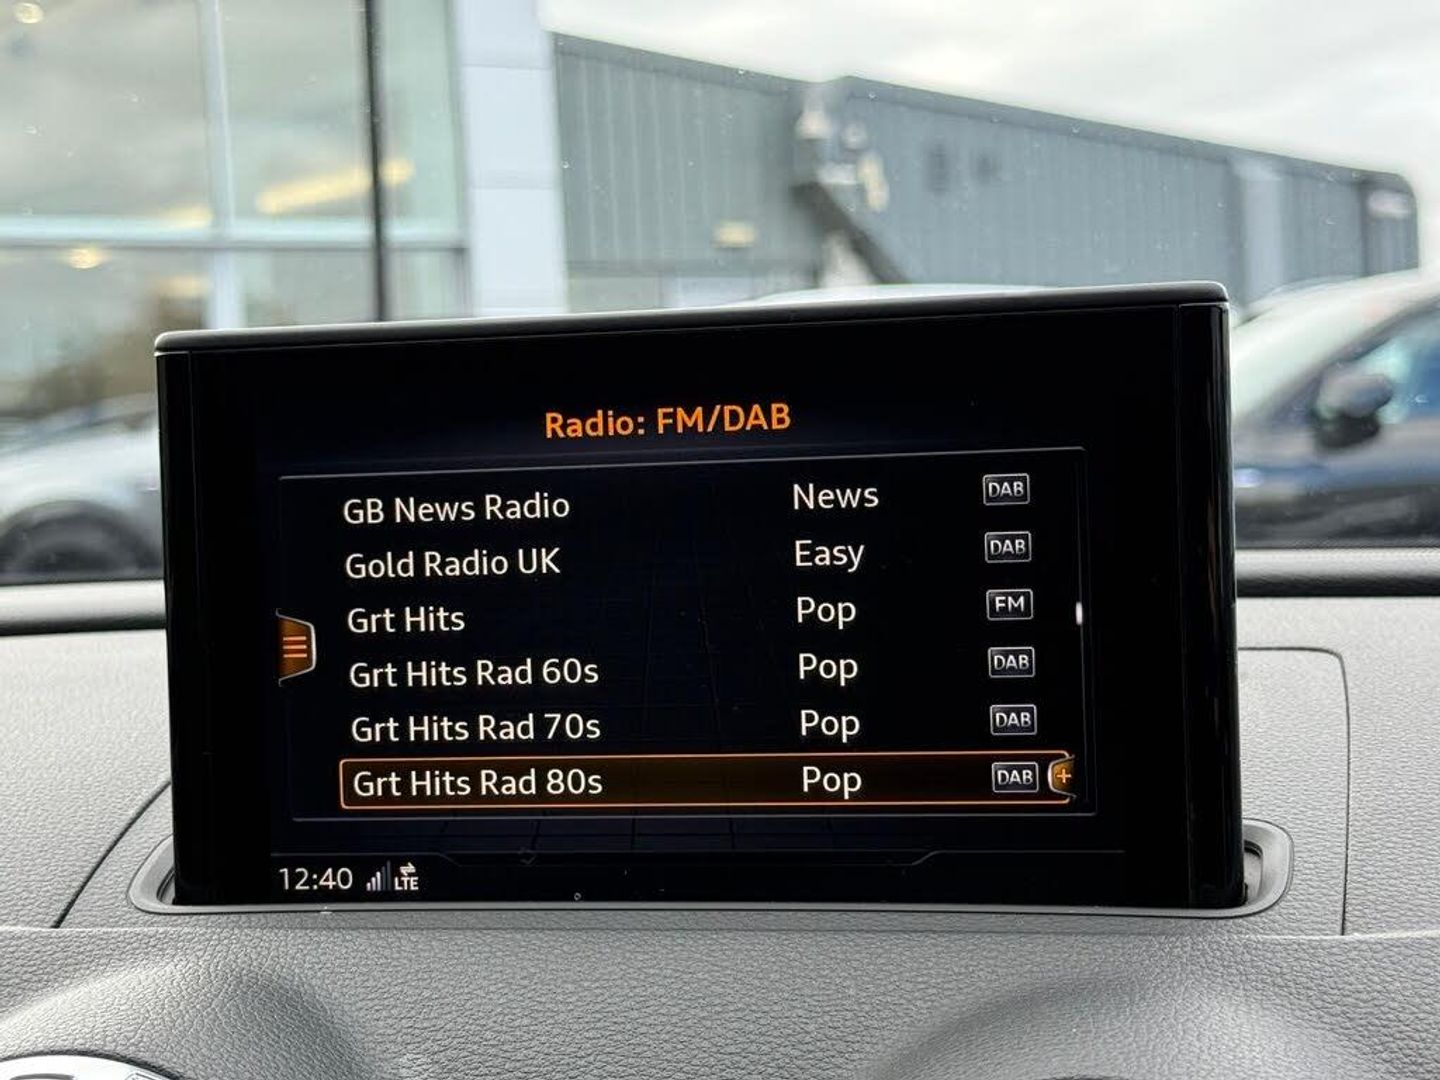 Radio: FM/DAB
GB News Radio News DAB
Gold Radio UK Easy DAB
Grt Hits Pop FM
Grt Hits Rad 60s Pop DAB
Grt Hits Rad 70s Pop DAB
Grt Hits Rad 80s Pop DAB +
12:40 LTE